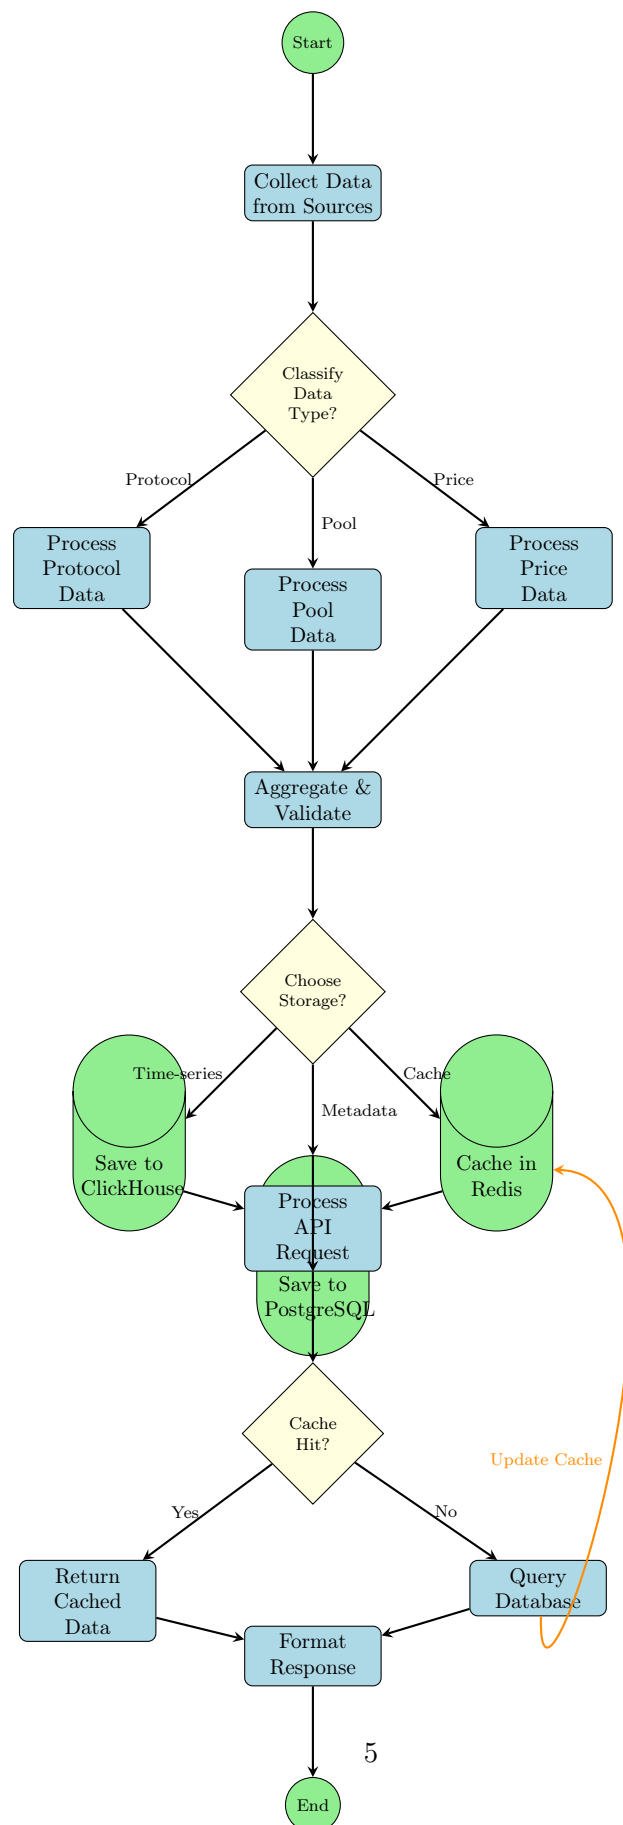 Start
Collect Data
from Sources
Classify
Data
Type?
Protocol
Price
Pool
Process
Protocol
Data
Process
Pool
Data
Process
Price
Data
Aggregate &
Validate
Choose
Storage?
Time-series
Cache
Metadata
Save to
ClickHouse
Process
API
Request
Cache in
Redis
Save to
PostgreSQL
Cache
Hit?
Update Cache
Yes
No
Return
Cached
Data
Query
Database
Format
Response
5
End